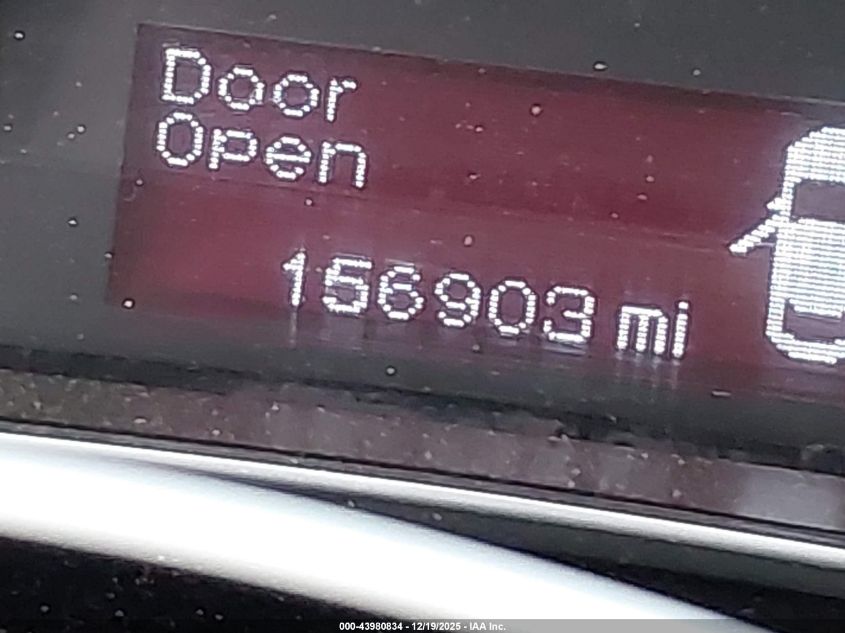 Door
Open
156903 mi
000-43980834 - 12/19/2025 - IAA Inc.